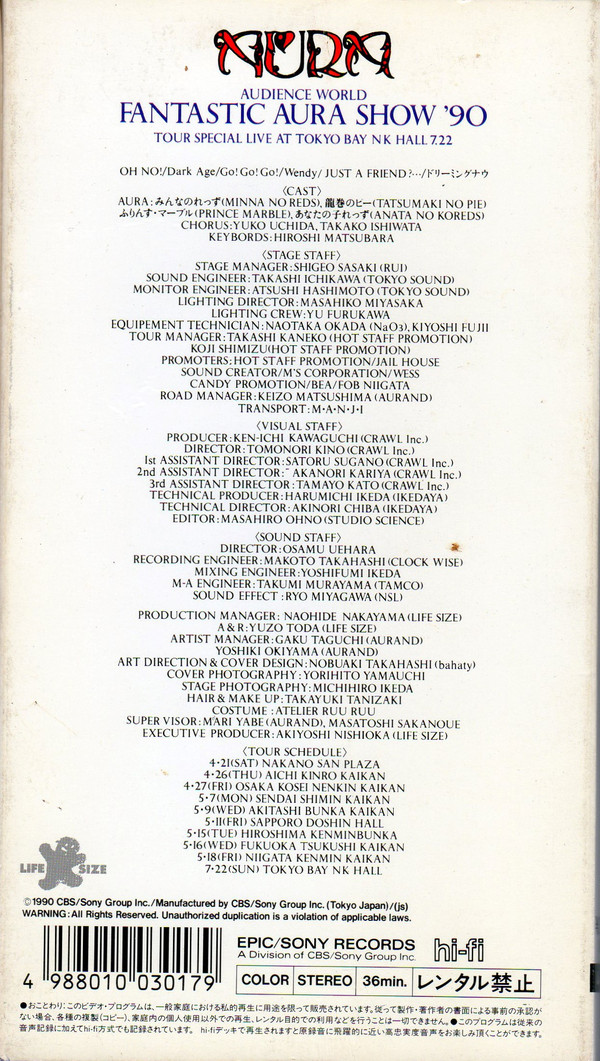 AURA
AUDIENCE WORLD
FANTASTIC AURA SHOW '90
TOUR SPECIAL LIVE AT TOKYO BAY NK HALL 7.22
OH NO!/Dark Age/Go! Go! Go!/Wendy/ JUST A FRIEND?…/ドリーミングナウ
〈CAST〉
AURA:みんなのれっず(MINNA NO REDS), 龍巻のピー(TATSUMAKI NO PIE)
ぷりんす・マーブル(PRINCE MARBLE), あなたの子れっず(ANATA NO KOREDS)
CHORUS:YUKO UCHIDA, TAKAKO ISHIWATA
KEYBORDS:HIROSHI MATSUBARA
〈STAGE STAFF〉
STAGE MANAGER:SHIGEO SASAKI (RUI)
SOUND ENGINEER:TAKASHI ICHIKAWA (TOKYO SOUND)
MONITOR ENGINEER:ATSUSHI HASHIMOTO (TOKYO SOUND)
LIGHTING DIRECTOR:MASAHIKO MIYASAKA
LIGHTING CREW:YU FURUKAWA
EQUIPEMENT TECHNICIAN:NAOTAKA OKADA (NaO3), KIYOSHI FUJII
TOUR MANAGER:TAKASHI KANEKO (HOT STAFF PROMOTION)
KOJI SHIMIZU(HOT STAFF PROMOTION)
PROMOTERS:HOT STAFF PROMOTION/JAIL HOUSE
SOUND CREATOR/M'S CORPORATION/WESS
CANDY PROMOTION/BEA/FOB NIIGATA
ROAD MANAGER:KEIZO MATSUSHIMA (AURAND)
TRANSPORT:M・A・N・J・I
〈VISUAL STAFF〉
PRODUCER:KEN-ICHI KAWAGUCHI (CRAWL Inc.)
DIRECTOR:TOMONORI KINO (CRAWL Inc.)
1st ASSISTANT DIRECTOR:SATORU SUGANO (CRAWL Inc.)
2nd ASSISTANT DIRECTOR: AKANORI KARIYA (CRAWL Inc.)
3rd ASSISTANT DIRECTOR:TAMAYO KATO (CRAWL Inc.)
TECHNICAL PRODUCER:HARUMICHI IKEDA (IKEDAYA)
TECHNICAL DIRECTOR:AKINORI CHIBA (IKEDAYA)
EDITOR:MASAHIRO OHNO (STUDIO SCIENCE)
〈SOUND STAFF〉
DIRECTOR:OSAMU UEHARA
RECORDING ENGINEER:MAKOTO TAKAHASHI (CLOCK WISE)
MIXING ENGINEER:YOSHIFUMI IKEDA
M-A ENGINEER:TAKUMI MURAYAMA (TAMCO)
SOUND EFFECT :RYO MIYAGAWA (NSL)
PRODUCTION MANAGER: NAOHIDE NAKAYAMA (LIFE SIZE)
A&R:YUZO TODA (LIFE SIZE)
ARTIST MANAGER:GAKU TAGUCHI (AURAND)
YOSHIKI OKIYAMA (AURAND)
ART DIRECTION & COVER DESIGN:NOBUAKI TAKAHASHI (bahaty)
COVER PHOTOGRAPHY:YORIHITO YAMAUCHI
STAGE PHOTOGRAPHY:MICHIHIRO IKEDA
HAIR & MAKE UP:TAKAYUKI TANIZAKI
COSTUME :ATELIER RUU RUU
SUPER VISOR:MARI YABE (AURAND), MASATOSHI SAKANOUE
EXECUTIVE PRODUCER:AKIYOSHI NISHIOKA (LIFE SIZE)
〈TOUR SCHEDULE〉
4・21(SAT) NAKANO SAN PLAZA
4・26(THU) AICHI KINRO KAIKAN
4・27(FRI) OSAKA KOSEI NENKIN KAIKAN
5・7(MON) SENDAI SHIMIN KAIKAN
5・9(WED) AKITASHI BUNKA KAIKAN
5・11(FRI) SAPPORO DOSHIN HALL
5・15(TUE) HIROSHIMA KENMINBUNKA
5・16(WED) FUKUOKA TSUKUSHI KAIKAN
5・18(FRI) NIIGATA KENMIN KAIKAN
7・22(SUN) TOKYO BAY NK HALL
LIFE SIZE
©1990 CBS/Sony Group Inc./Manufactured by CBS/Sony Group Inc. (Tokyo Japan)/(js)
WARNING:All Rights Reserved. Unauthorized duplication is a violation of applicable laws.
EPIC/SONY RECORDS hi-fi
A Division of CBS/Sony Group Inc.
COLOR STEREO 36min. レンタル禁止
4 988010 030179
●おことわり:このビデオ・プログラムは、一般家庭における私的再生に用途を限って販売されています。従って製作・著作者の書面による事前の承認が
ない場合、各種の複製(コピー)、家庭内の個人使用以外での再生、レンタル目的での利用などを行うことは一切できません。●このプログラムは従来の
音声記録に加えてhi-fi方式でも記録されています。 hi-fiデッキで再生されますと原録音に飛躍的に近い高忠実度音声をお楽しみ頂くことができます。